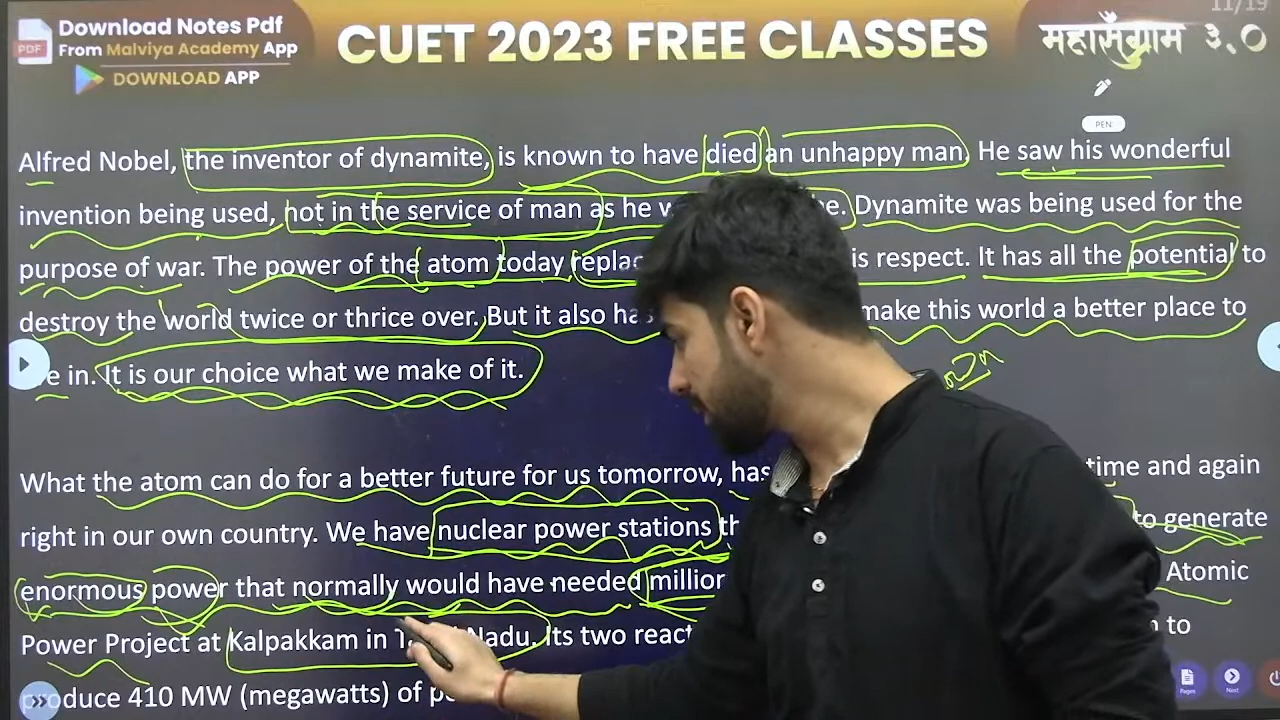 11/19
Download Notes Pdf
PDF
From Malviya Academy App
DOWNLOAD APP
CUET 2023 FREE CLASSES
महासंग्राम ३.०
PEN
Alfred Nobel, the inventor of dynamite, is known to have died an unhappy man. He saw his wonderful
invention being used, not in the service of man as he Dynamite was being used for the
purpose of war. The power of the atom today is respect. It has all the potential to
destroy the world twice or thrice over. But it also make this world a better place to
in. It is our choice what we make of it.
What the atom can do for a better future for us tomorrow, has time and again
right in our own country. We have nuclear power stations to generate
enormous power that normally would have needed Atomic
Power Project at Kalpakkam in Nadu. Its two to
produce 410 MW (megawatts) of
Pages
Next